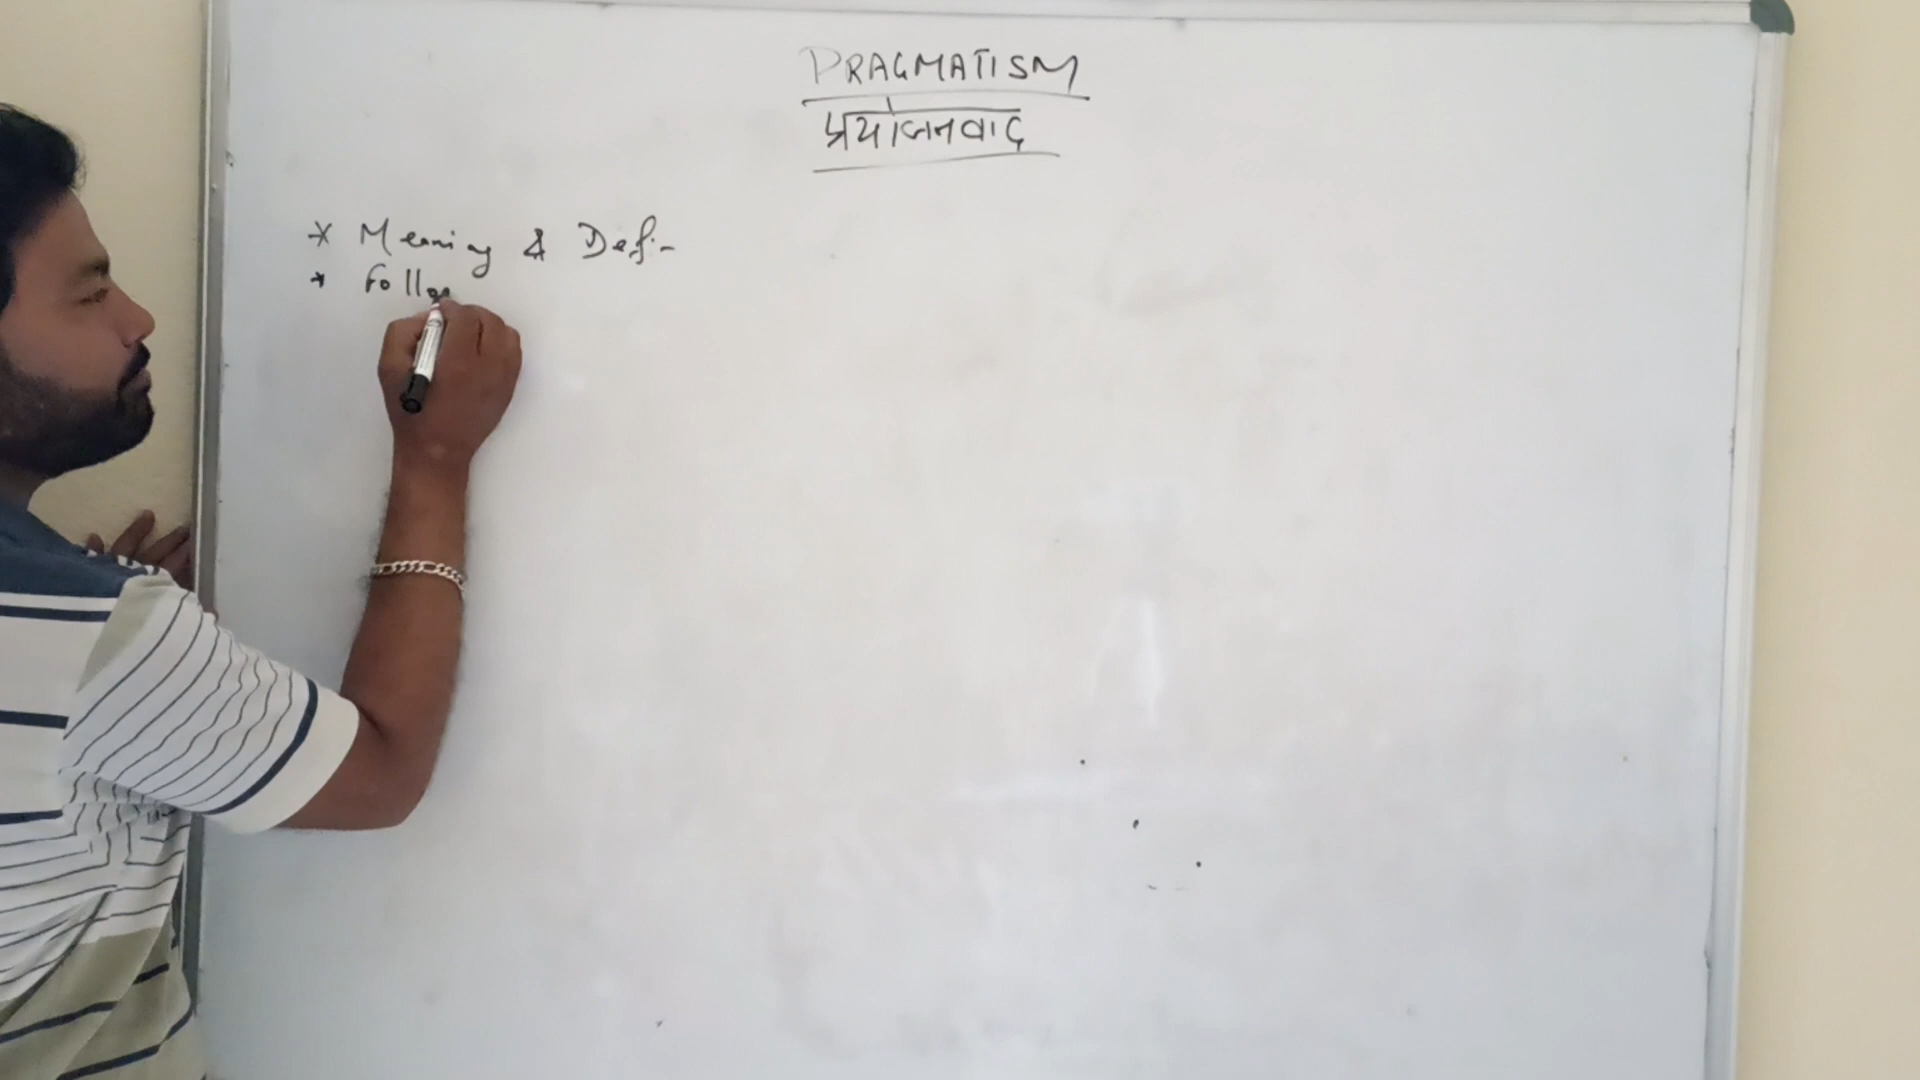 PRAGMATISM
प्रयोजनवाद
* Meaning & Defi-
* Follo